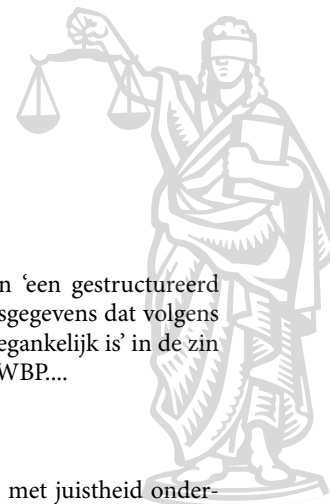 n ‘een gestructureerd
sgegevens dat volgens
egankelijk is’ in de zin
WBP....
met juistheid onder-